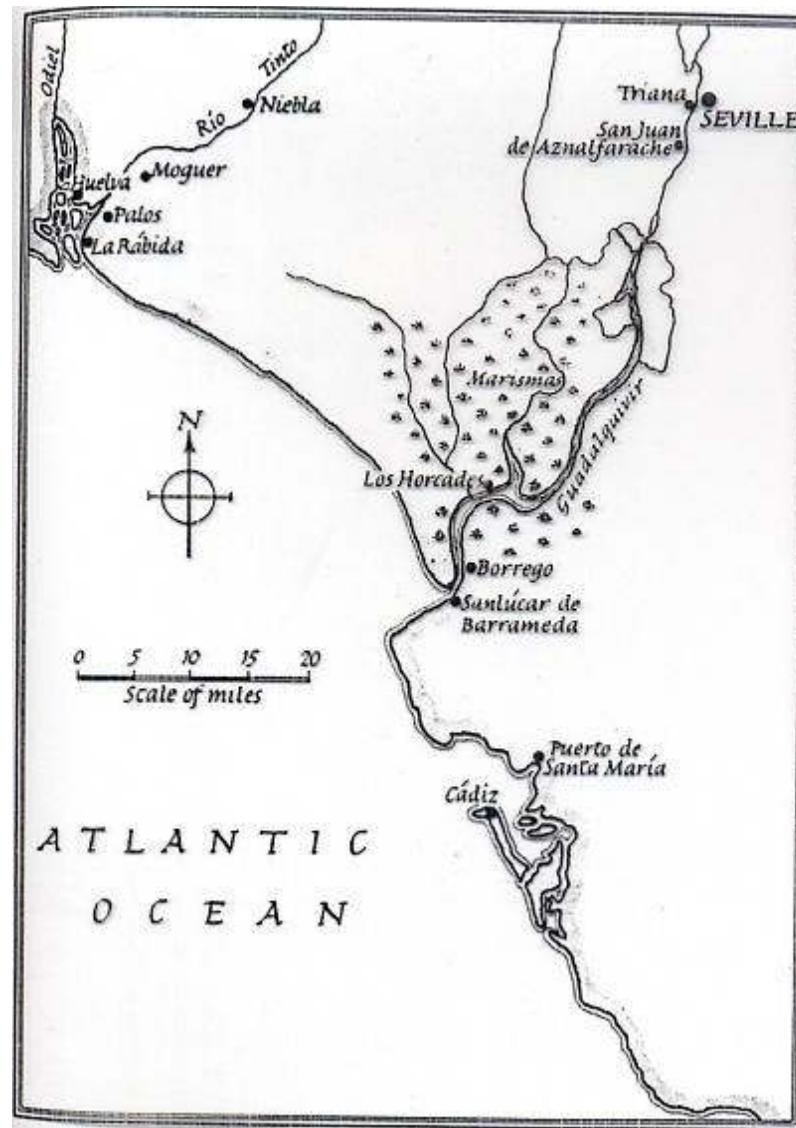 Odiel
Río Tinto
Niebla
Moguer
Huelva
Palos
La Rábida
Triana
SEVILLE
San Juan
de Aznalfarache
Marismas
Guadalquivir
Los Horcades
N
Borrego
Sanlúcar de
Barrameda
0 5 10 15 20
Scale of miles
Puerto de
Santa María
Cádiz
ATLANTIC
OCEAN